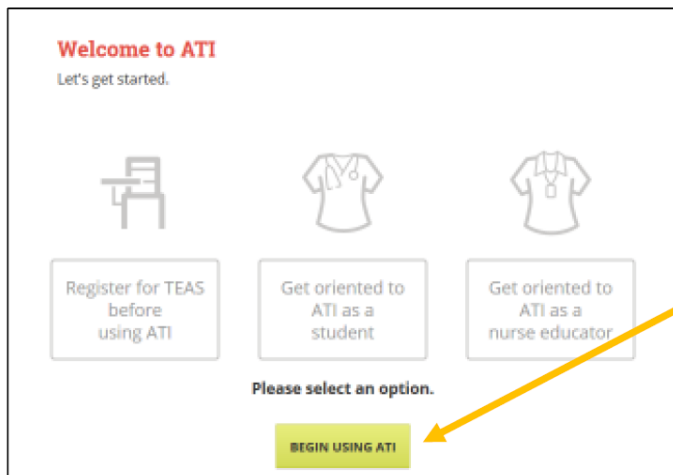 Welcome to ATI
Let's get started.
Register for TEAS
before
using ATI
Get oriented to
ATI as a
student
Get oriented to
ATI as a
nurse educator
Please select an option.
BEGIN USING ATI